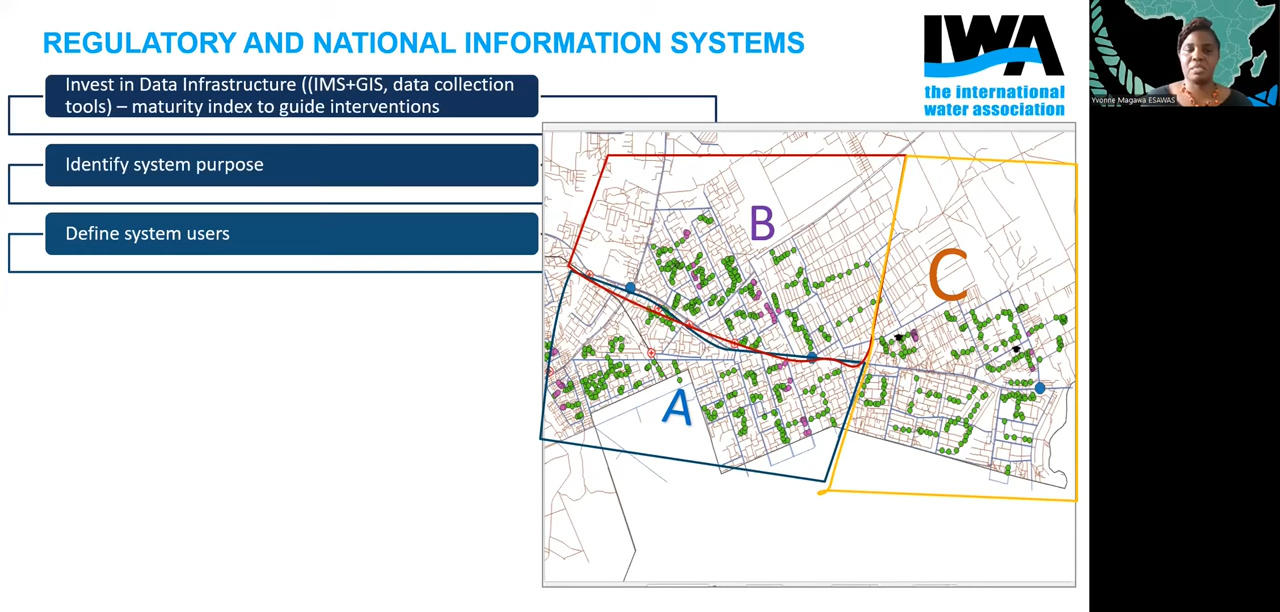 REGULATORY AND NATIONAL INFORMATION SYSTEMS
Invest in Data Infrastructure ((IMS+GIS, data collection
tools) – maturity index to guide interventions
Identify system purpose
Define system users
IWA
the international
water association
Yvonne Magawa ESAWAS
B
C
A